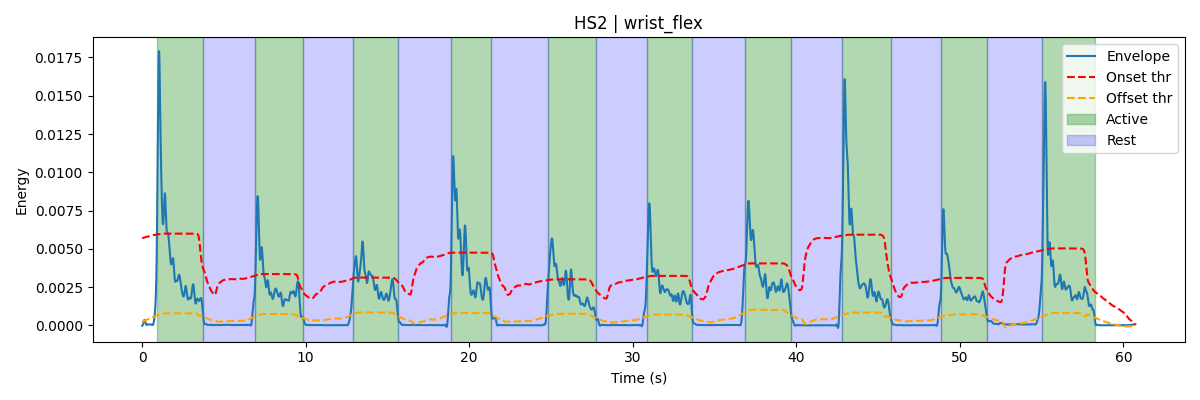 HS2 | wrist_flex
Energy
0.0175
0.0150
0.0125
0.0100
0.0075
0.0050
0.0025
0.0000
Envelope
Onset thr
Offset thr
Active
Rest
0 10 20 30 40 50 60
Time (s)